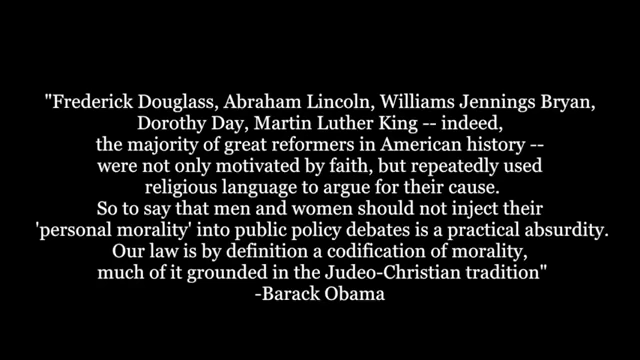 "Frederick Douglass, Abraham Lincoln, Williams Jennings Bryan,
Dorothy Day, Martin Luther King -- indeed,
the majority of great reformers in American history --
were not only motivated by faith, but repeatedly used
religious language to argue for their cause.
So to say that men and women should not inject their
'personal morality' into public policy debates is a practical absurdity.
Our law is by definition a codification of morality,
much of it grounded in the Judeo-Christian tradition"
-Barack Obama